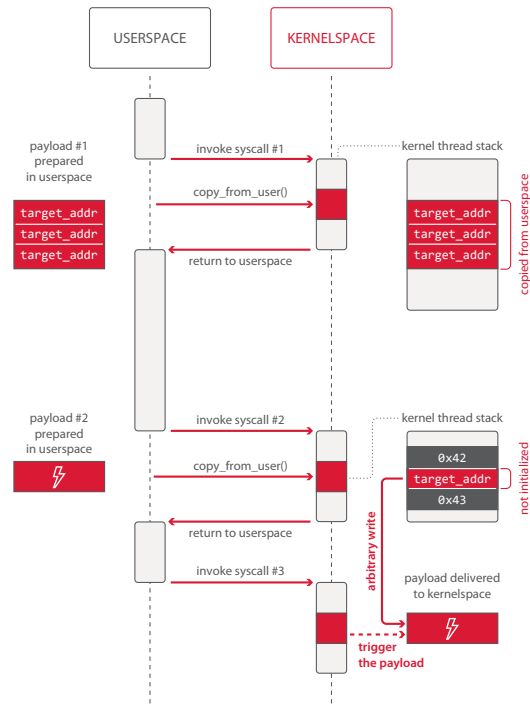 USERSPACE
KERNELSPACE
payload #1
prepared
in userspace
invoke syscall #1
kernel thread stack
copy_from_user()
target_addr
target_addr
target_addr
target_addr
target_addr
target_addr
copied from userspace
return to userspace
payload #2
prepared
in userspace
invoke syscall #2
kernel thread stack
copy_from_user()
0x42
target_addr
0x43
not initialized
return to userspace
arbitrary write
invoke syscall #3
payload delivered
to kernelspace
trigger
the payload